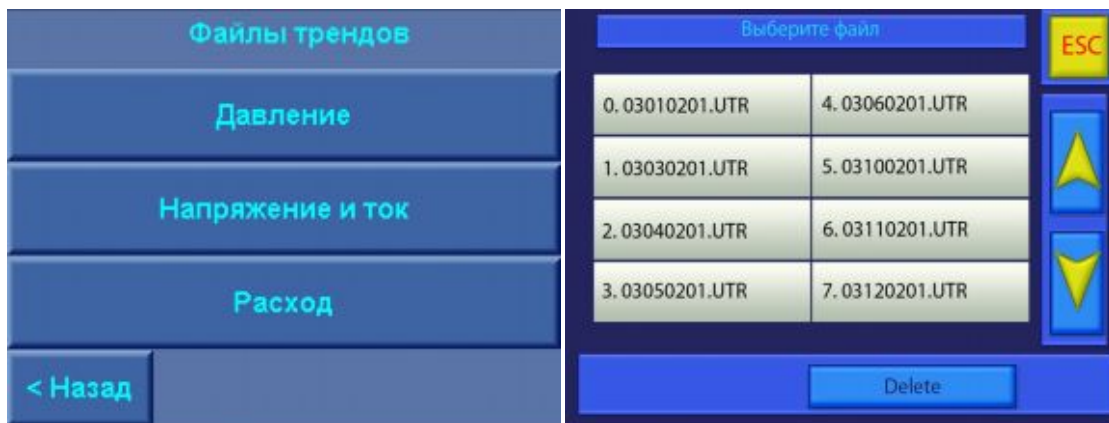 Файлы трендов
Давление
Напряжение и ток
Расход
< Назад
Выберите файл
ESC
0. 03010201.UTR
4. 03060201.UTR
1. 03030201.UTR
5. 03100201.UTR
2. 03040201.UTR
6. 03110201.UTR
3. 03050201.UTR
7. 03120201.UTR
Delete